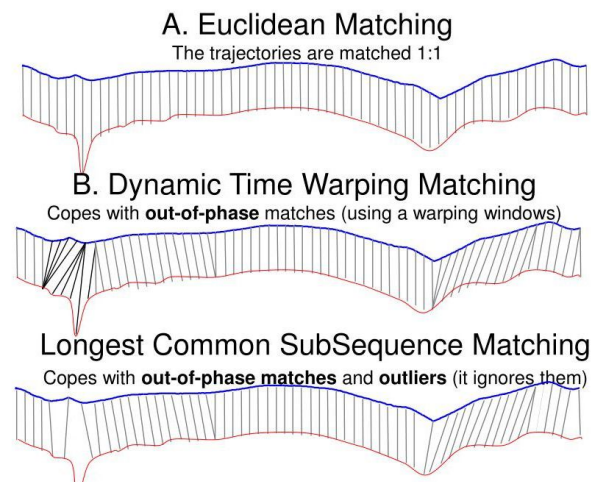 A. Euclidean Matching
The trajectories are matched 1:1
B. Dynamic Time Warping Matching
Copes with out-of-phase matches (using a warping windows)
Longest Common SubSequence Matching
Copes with out-of-phase matches and outliers (it ignores them)